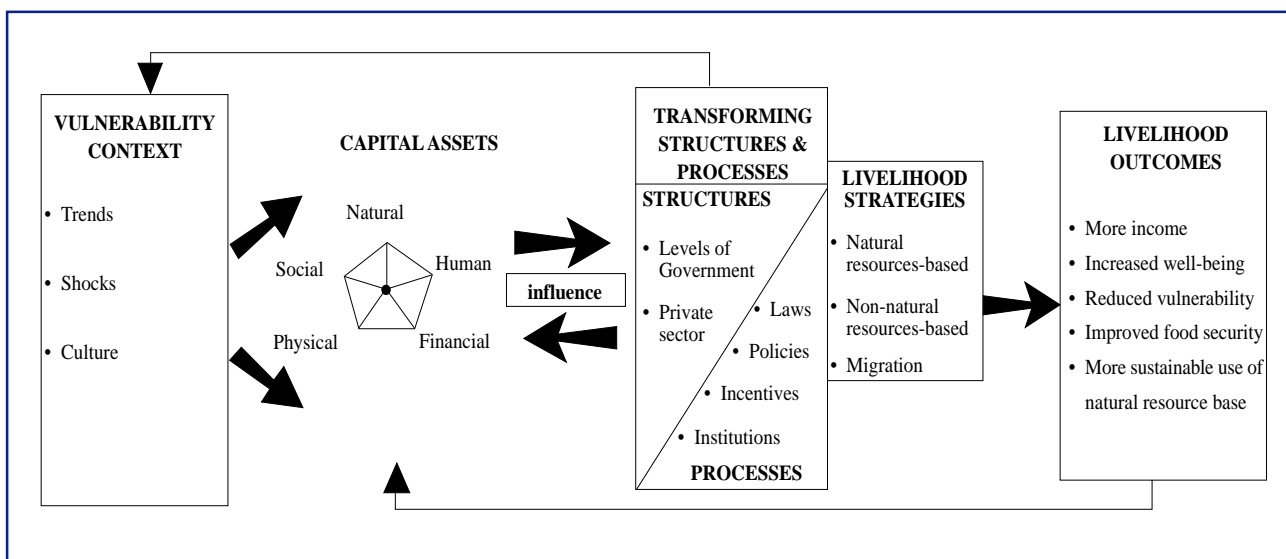 VULNERABILITY
CONTEXT
• Trends
• Shocks
• Culture
CAPITAL ASSETS
Natural
Social
Human
Physical
Financial
influence
TRANSFORMING
STRUCTURES &
PROCESSES
STRUCTURES
• Levels of
Government
• Private
sector
• Laws
• Policies
• Incentives
• Institutions
PROCESSES
LIVELIHOOD
STRATEGIES
• Natural
resources-based
• Non-natural
resources-based
• Migration
LIVELIHOOD
OUTCOMES
• More income
• Increased well-being
• Reduced vulnerability
• Improved food security
• More sustainable use of
natural resource base